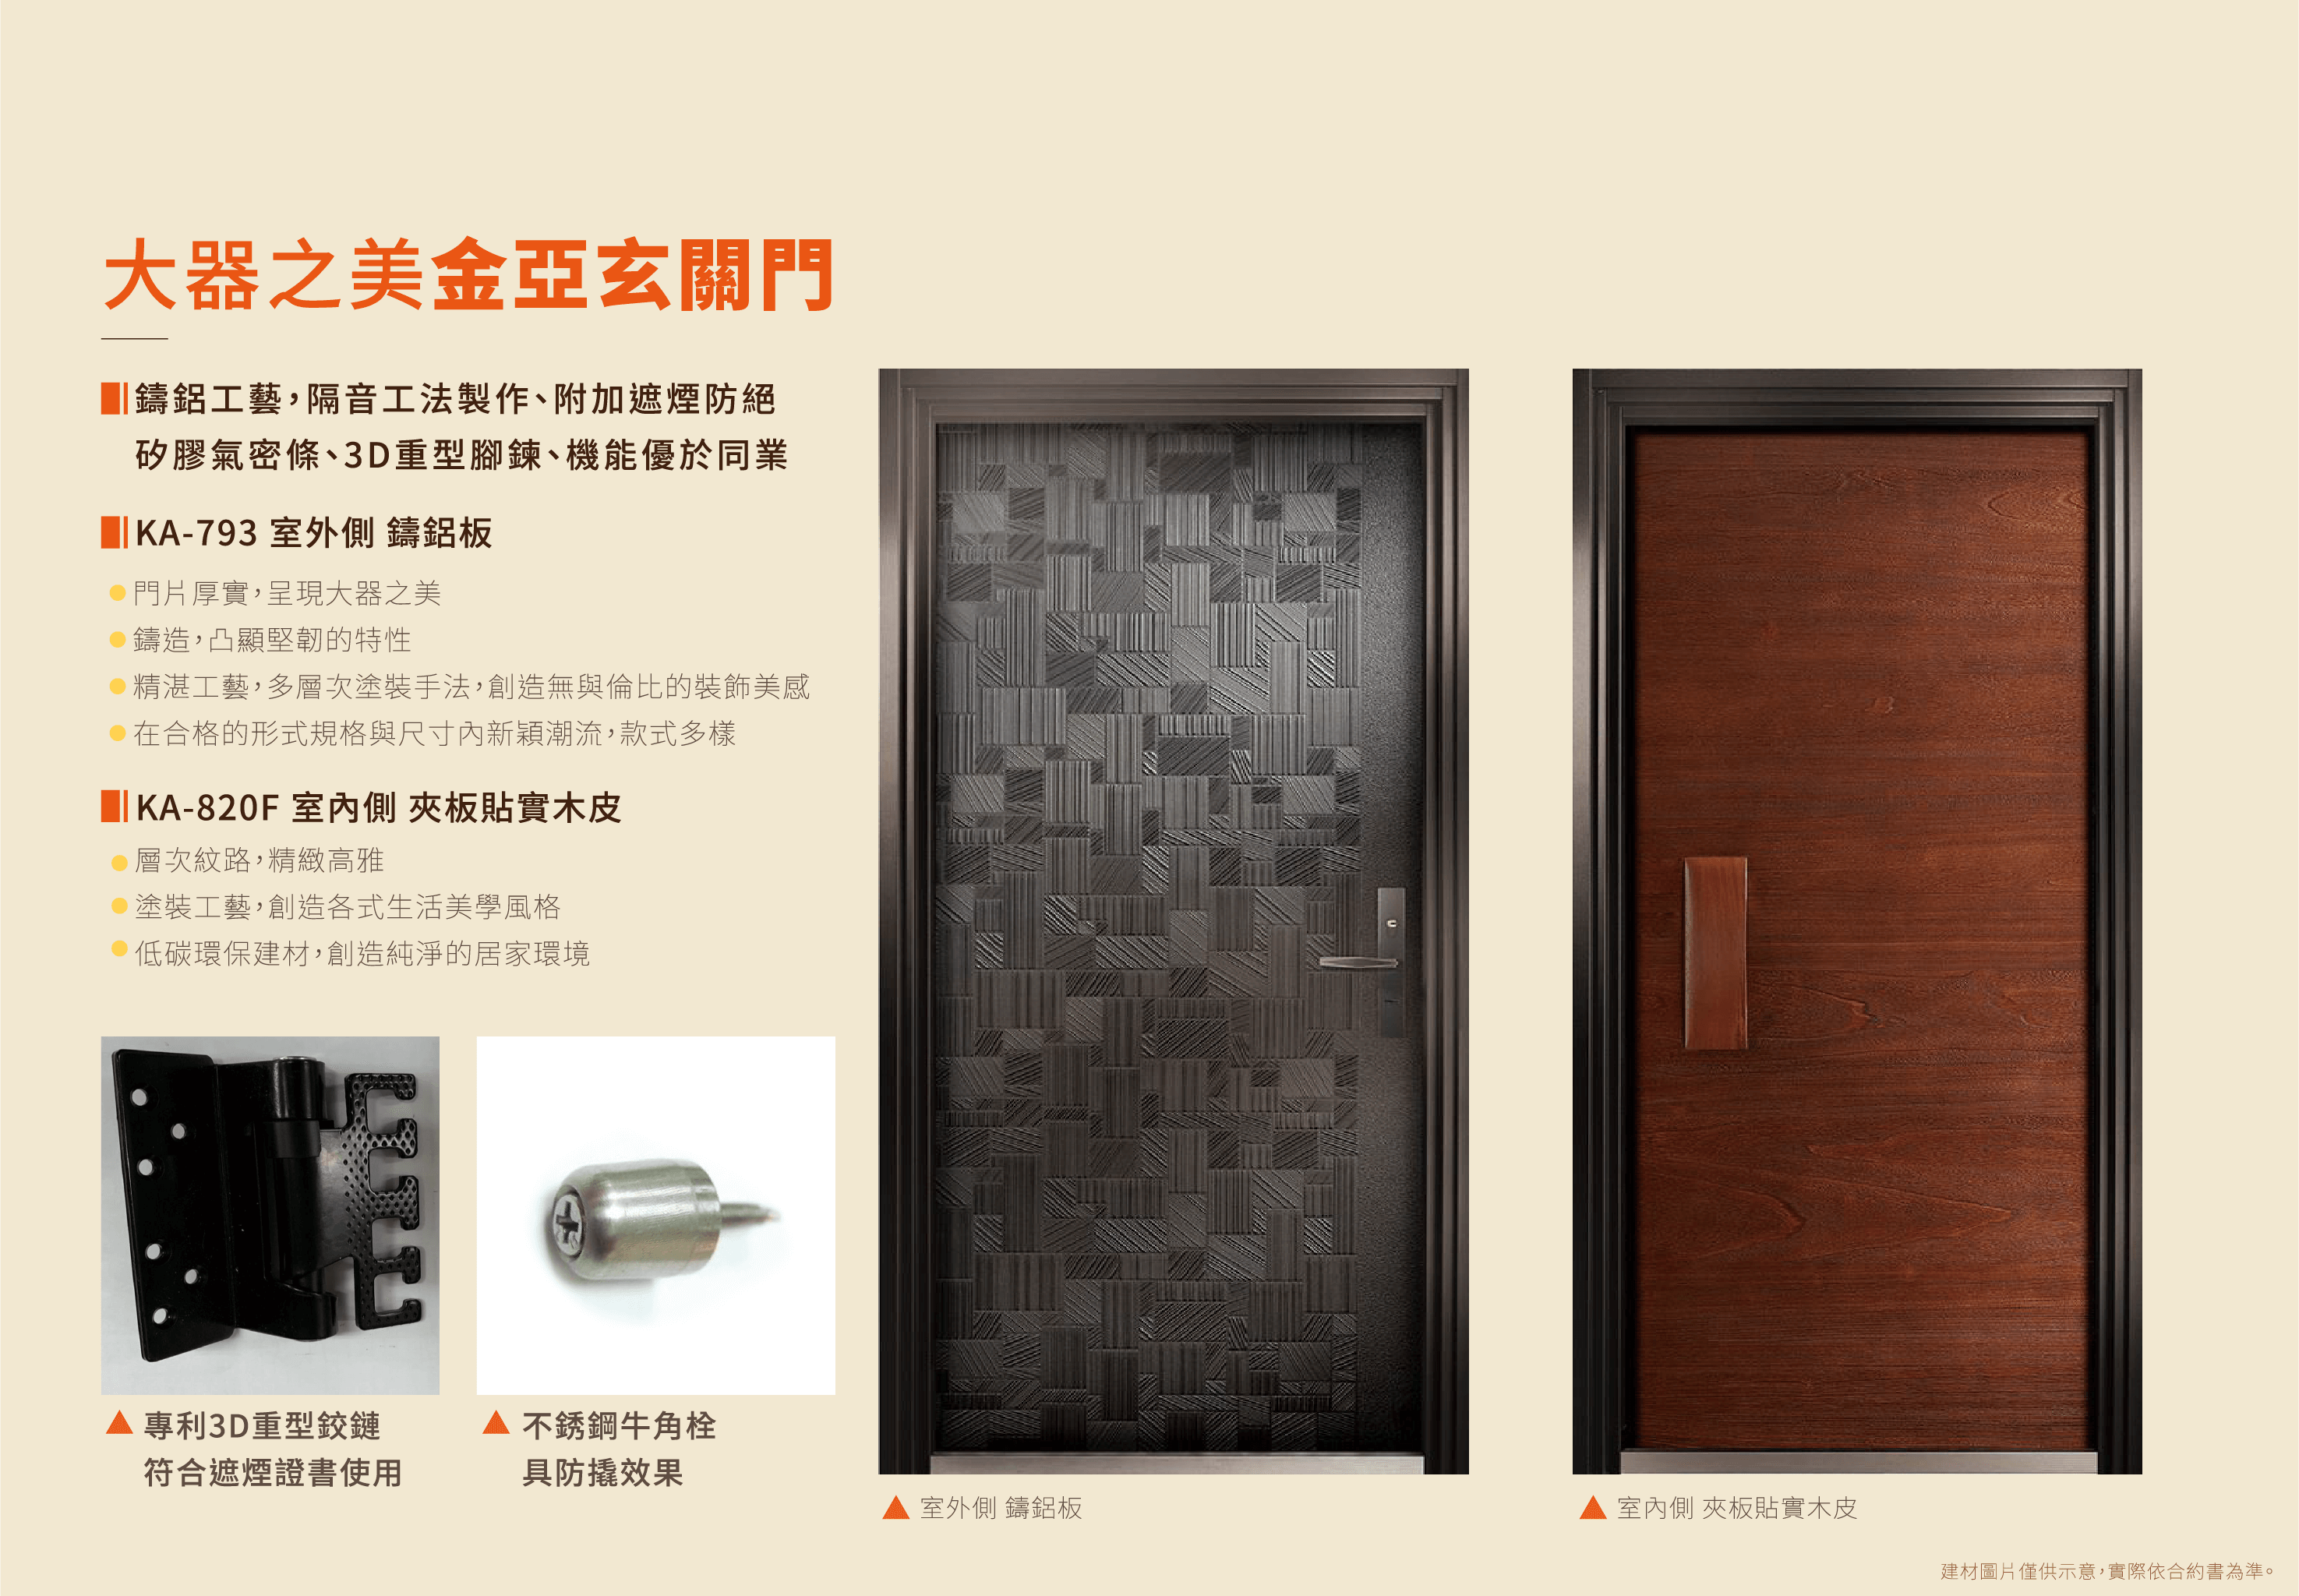 大器之美金亞玄關門
鑄鋁工藝，隔音工法製作、附加遮煙防絕
矽膠氣密條、3D重型腳鍊、機能優於同業
KA-793 室外側 鑄鋁板
門片厚實，呈現大器之美
鑄造，凸顯堅韌的特性
精湛工藝，多層次塗裝手法，創造無與倫比的裝飾美感
在合格的形式規格與尺寸內新穎潮流，款式多樣
KA-820F 室內側 夾板貼實木皮
層次紋路，精緻高雅
塗裝工藝，創造各式生活美學風格
低碳環保建材，創造純淨的居家環境
專利3D重型鉸鏈
符合遮煙證書使用
不銹鋼牛角栓
具防撬效果
室外側 鑄鋁板
室內側 夾板貼實木皮
建材圖片僅供示意，實際依合約書為準。